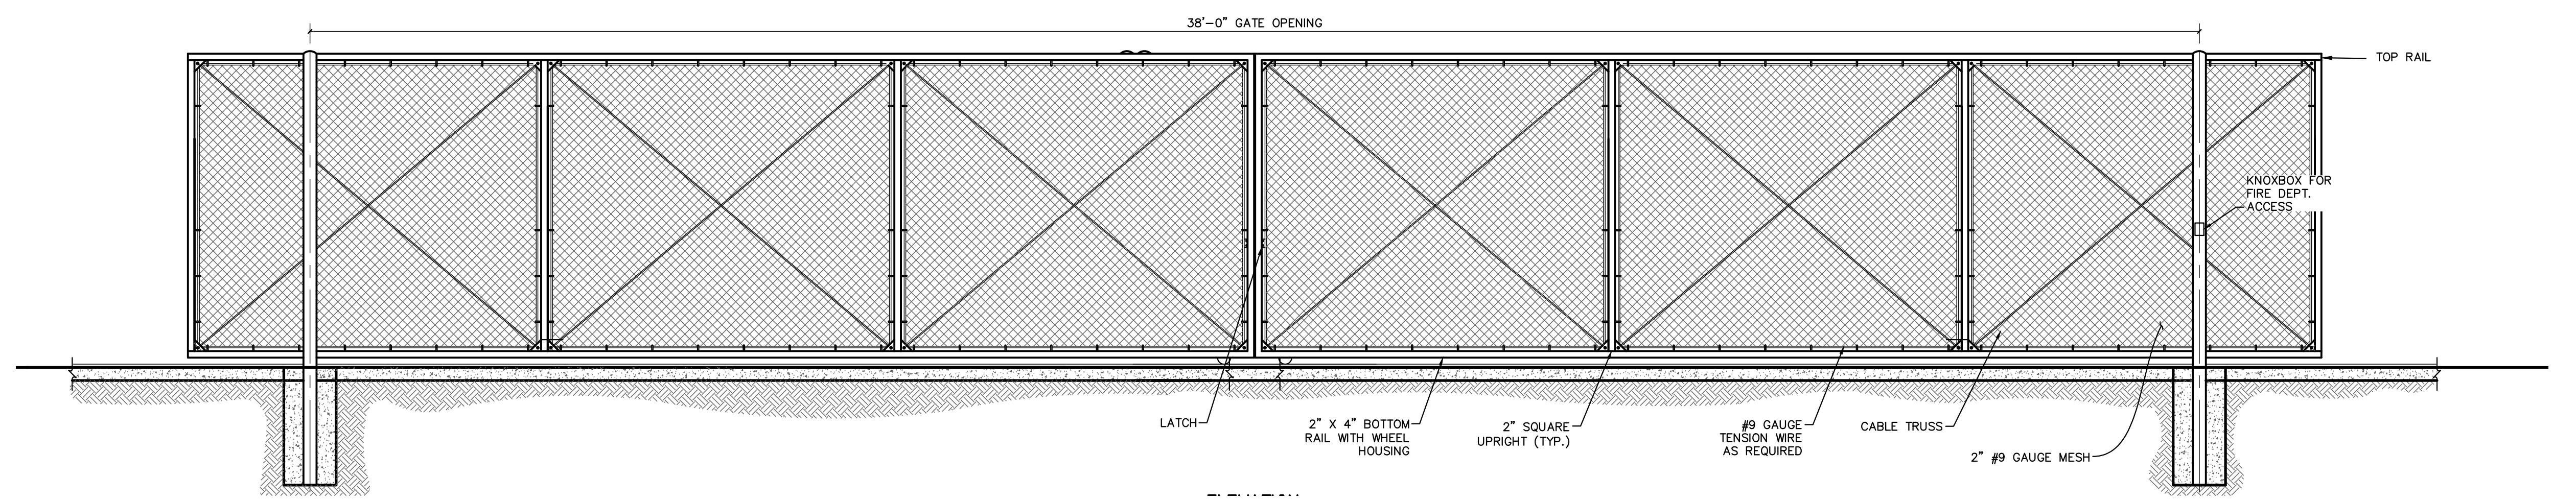 38'-0" GATE OPENING
TOP RAIL
KNOXBOX FOR
FIRE DEPT.
ACCESS
LATCH
2" X 4" BOTTOM
RAIL WITH WHEEL
HOUSING
2" SQUARE
UPRIGHT (TYP.)
#9 GAUGE
TENSION WIRE
AS REQUIRED
CABLE TRUSS
2" #9 GAUGE MESH
ELEVATION